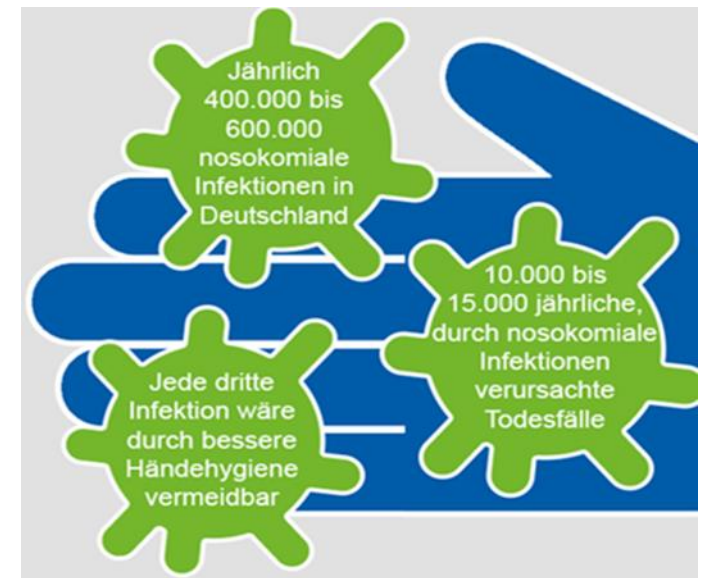 Jährlich
400.000 bis
600.000
nosokomiale
Infektionen in
Deutschland
10.000 bis
15.000 jährliche,
durch nosokomiale
Infektionen
verursachte
Todesfälle
Jede dritte
Infektion wäre
durch bessere
Händehygiene
vermeidbar